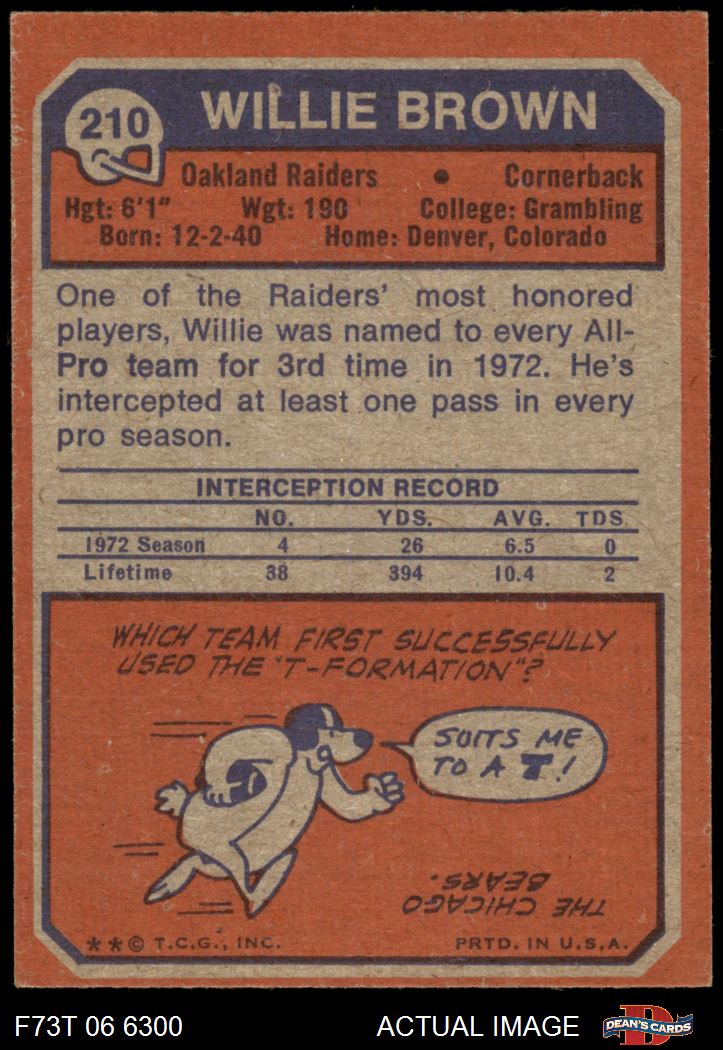 210
WILLIE BROWN
Oakland Raiders • Cornerback
Hgt: 6'1" Wgt: 190 College: Grambling
Born: 12-2-40 Home: Denver, Colorado
One of the Raiders' most honored
players, Willie was named to every All-
Pro team for 3rd time in 1972. He's
intercepted at least one pass in every
pro season.
INTERCEPTION RECORD
NO. YDS. AVG. TDS
1972 Season 4 26 6.5 0
Lifetime 38 394 10.4 2
WHICH TEAM FIRST SUCCESSFULLY
USED THE "T-FORMATION"?
SUITS ME
TO A T!
THE CHICAGO
BEARS.
**© T.C.G., INC. PRTD. IN U.S.A.
F73T 06 6300 ACTUAL IMAGE
D
DEAN'S CARDS